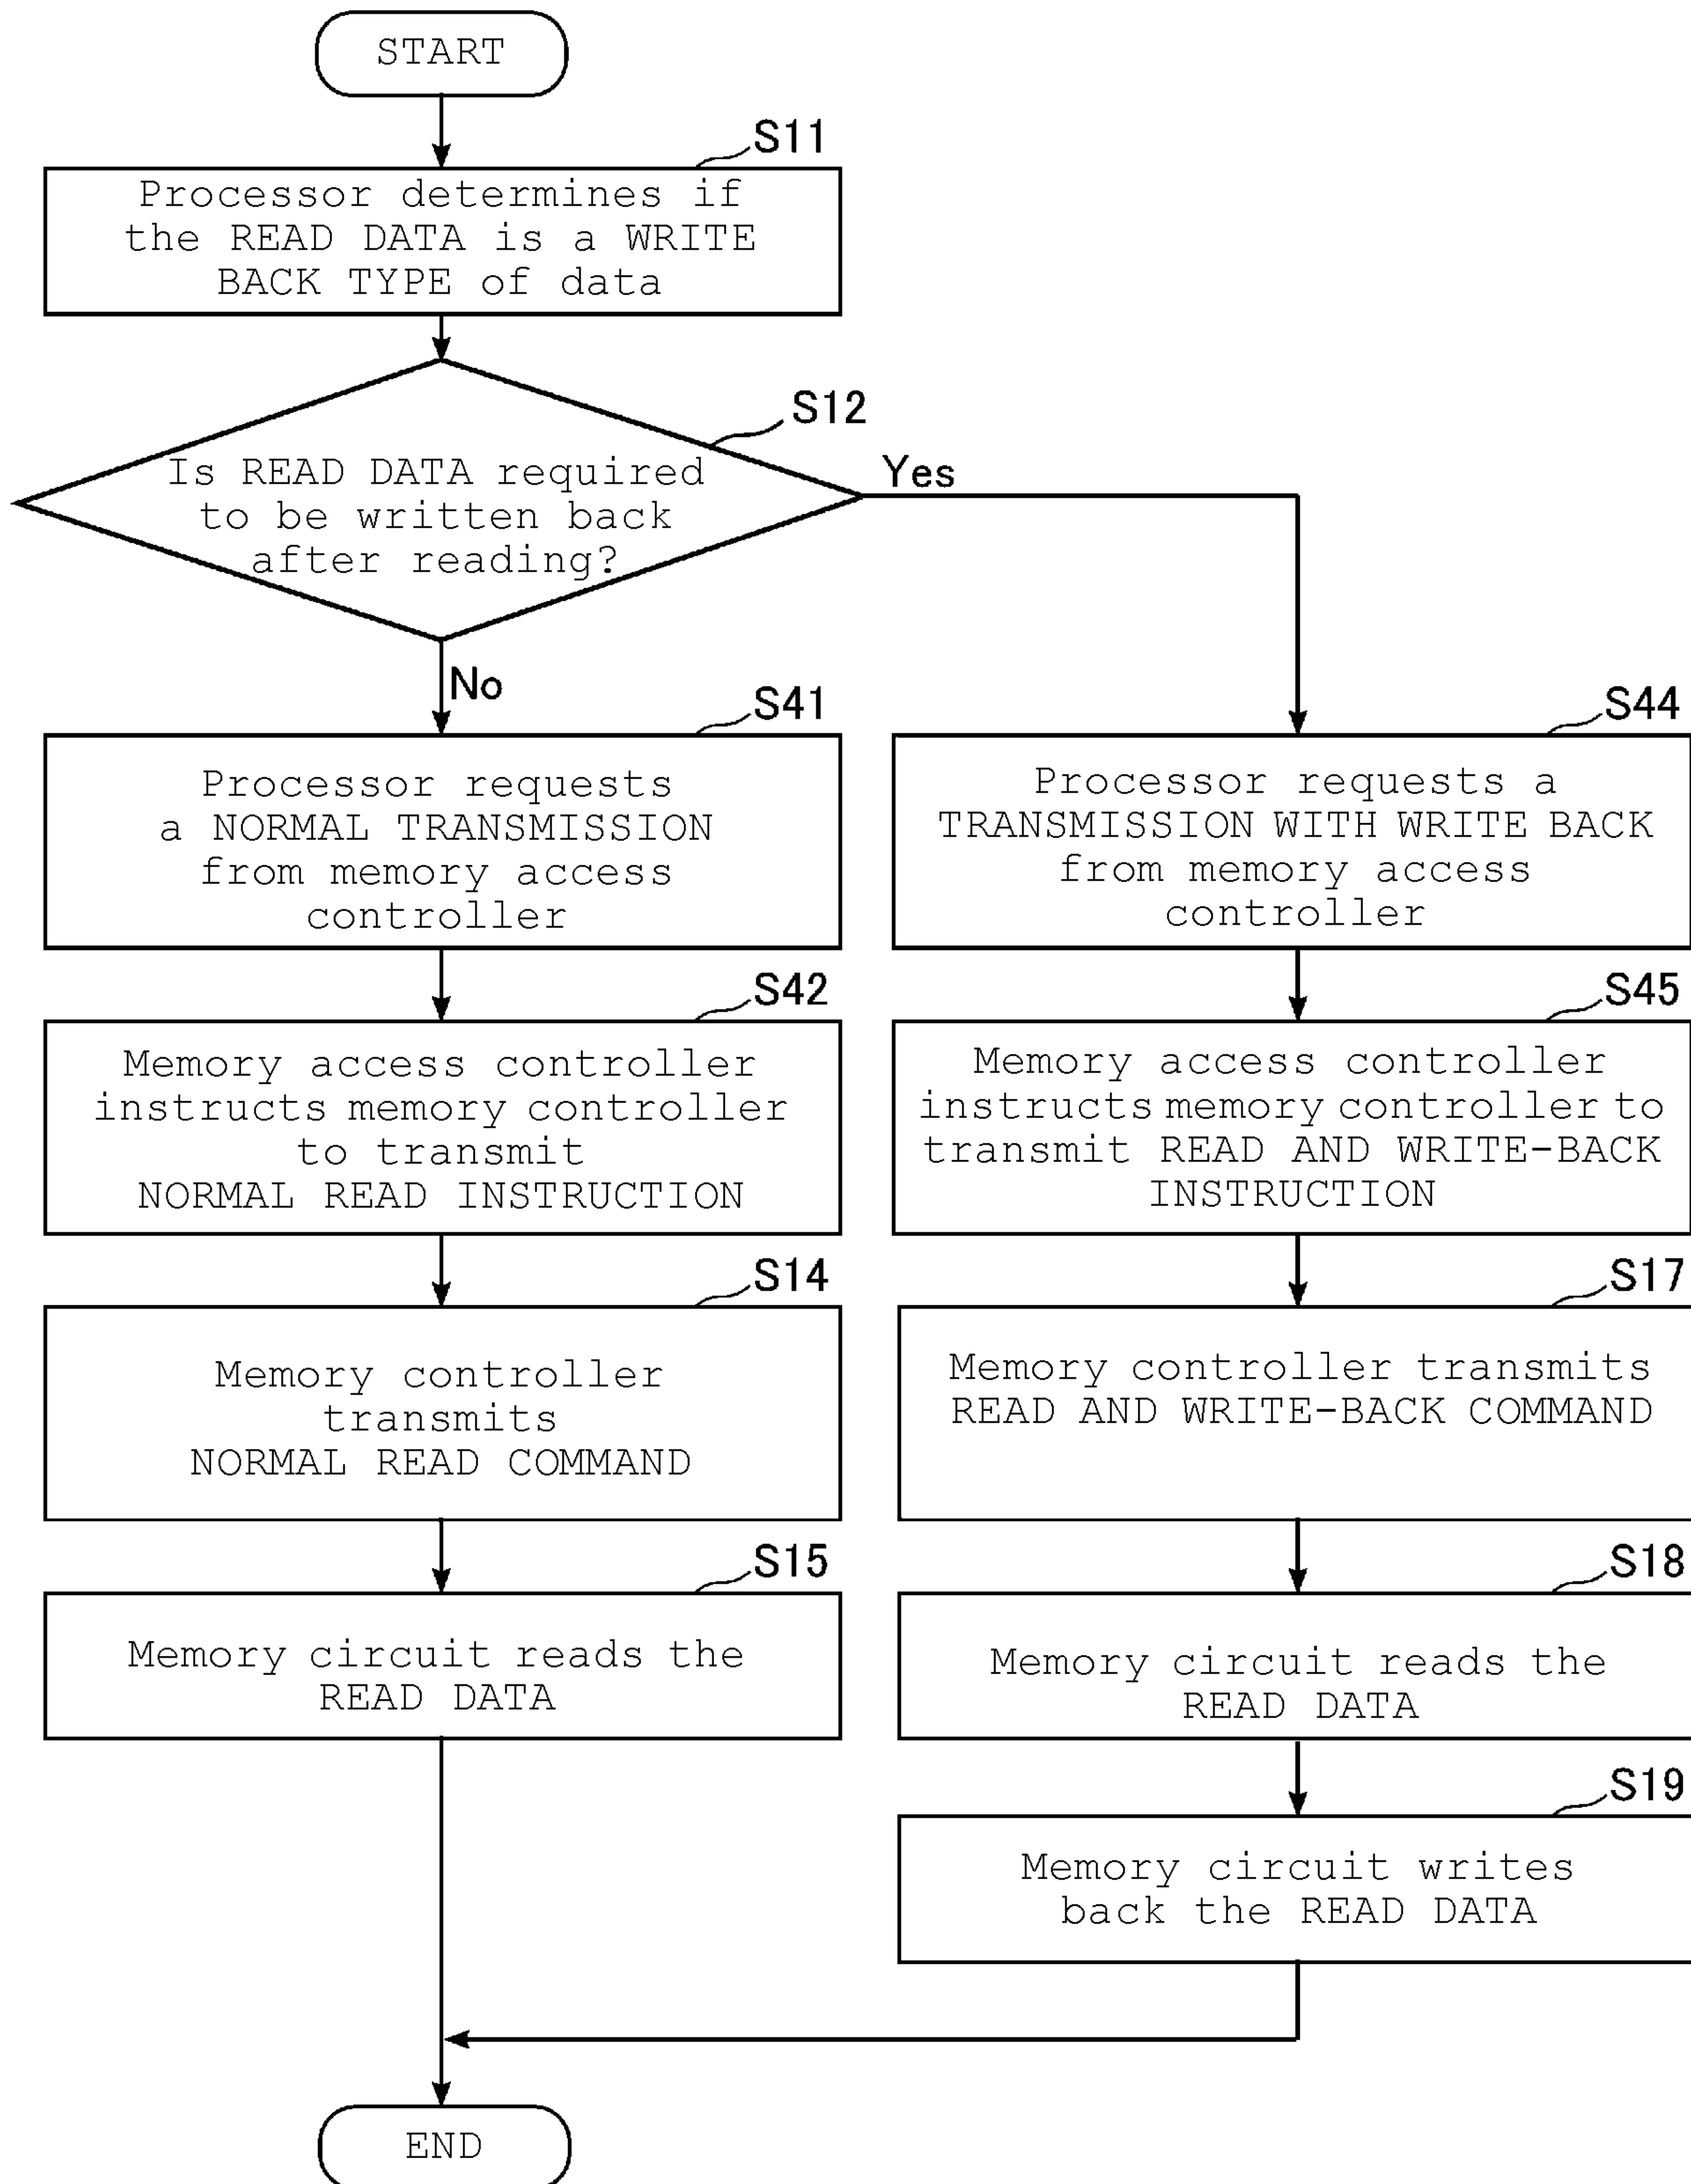 START
S11
Processor determines if
the READ DATA is a WRITE
BACK TYPE of data
S12
Is READ DATA required
to be written back
after reading?
Yes
No
S41
Processor requests
a NORMAL TRANSMISSION
from memory access
controller
S44
Processor requests a
TRANSMISSION WITH WRITE BACK
from memory access
controller
S42
Memory access controller
instructs memory controller
to transmit
NORMAL READ INSTRUCTION
S45
Memory access controller
instructs memory controller to
transmit READ AND WRITE-BACK
INSTRUCTION
S14
Memory controller
transmits
NORMAL READ COMMAND
S17
Memory controller transmits
READ AND WRITE-BACK COMMAND
S15
Memory circuit reads the
READ DATA
S18
Memory circuit reads the
READ DATA
S19
Memory circuit writes
back the READ DATA
END